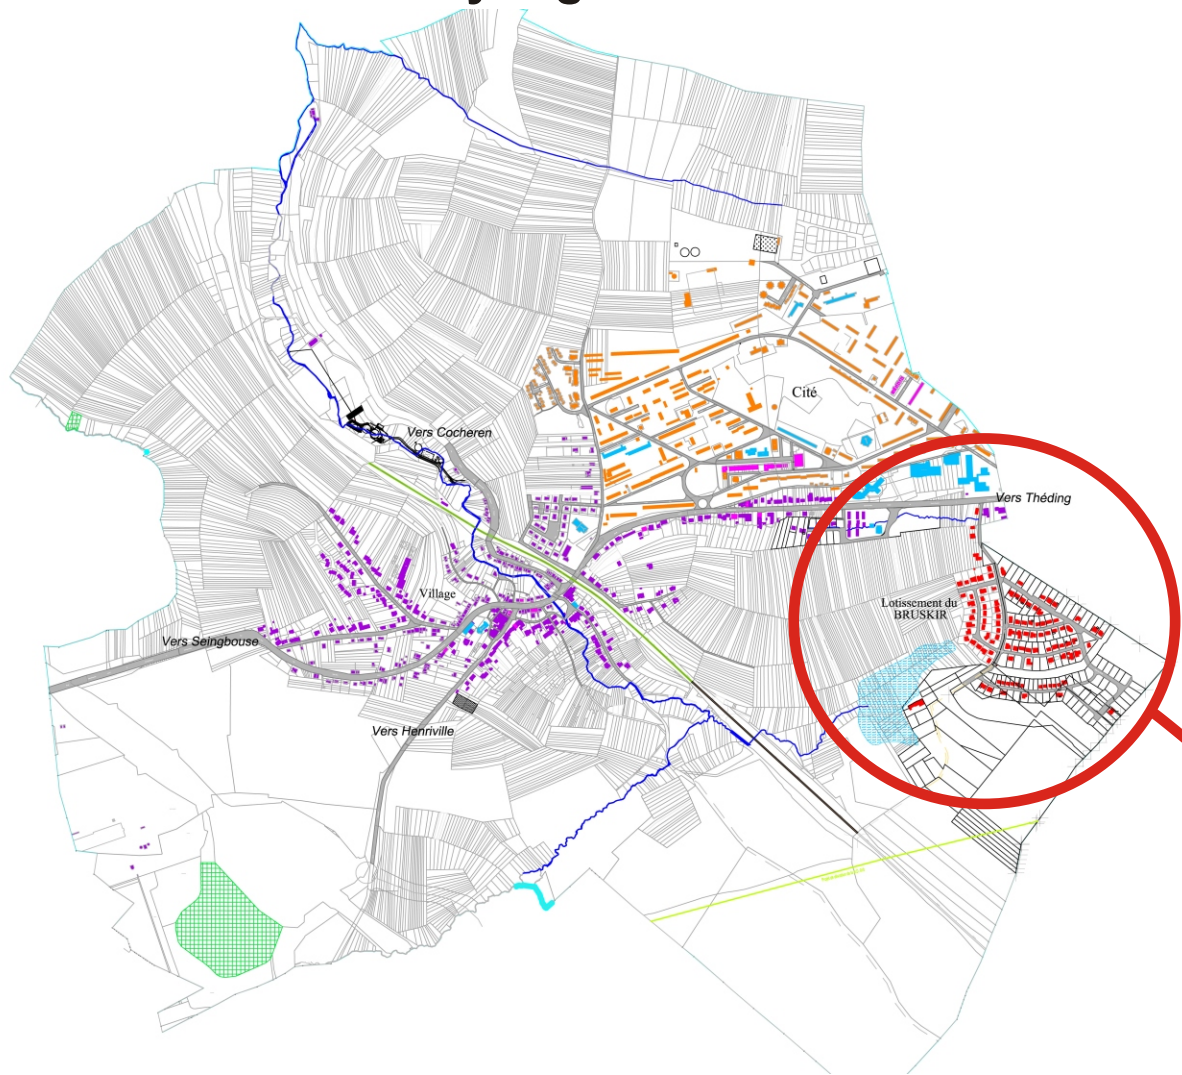 Cité
Vers Cocheren
Vers Théding
Village
Lotissement du
BRUSKIR
Vers Seingbouse
Vers Henriville